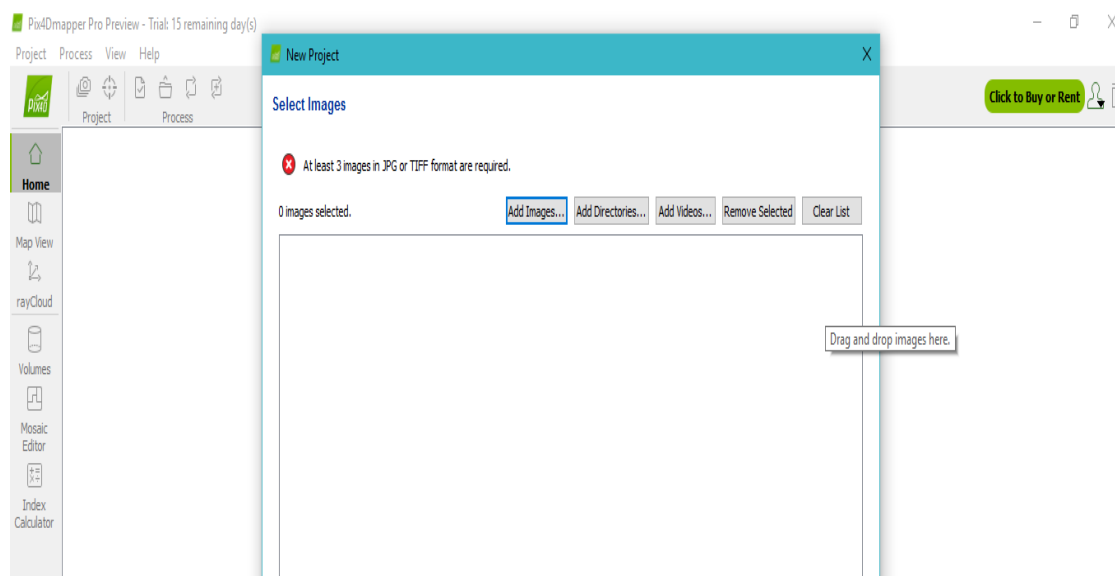 Pix4Dmapper Pro Preview - Trial: 15 remaining day(s)
Project Process View Help
Pix4D
Project
Process
Click to Buy or Rent
Home
Map View
rayCloud
Volumes
Mosaic
Editor
Index
Calculator
New Project
Select Images
At least 3 images in JPG or TIFF format are required.
0 images selected.
Add Images... Add Directories... Add Videos... Remove Selected Clear List
Drag and drop images here.